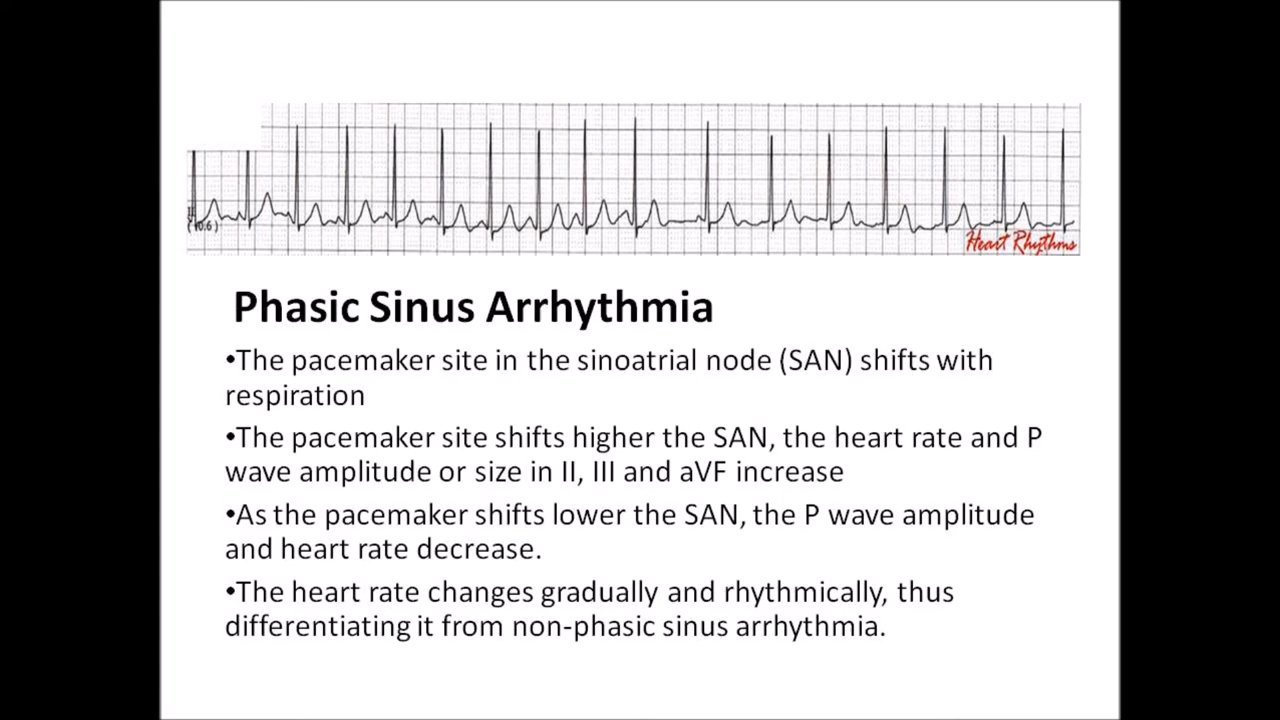 (10.6)
Heart Rhythms
Phasic Sinus Arrhythmia
•The pacemaker site in the sinoatrial node (SAN) shifts with
respiration
•The pacemaker site shifts higher the SAN, the heart rate and P
wave amplitude or size in II, III and aVF increase
•As the pacemaker shifts lower the SAN, the P wave amplitude
and heart rate decrease.
•The heart rate changes gradually and rhythmically, thus
differentiating it from non-phasic sinus arrhythmia.